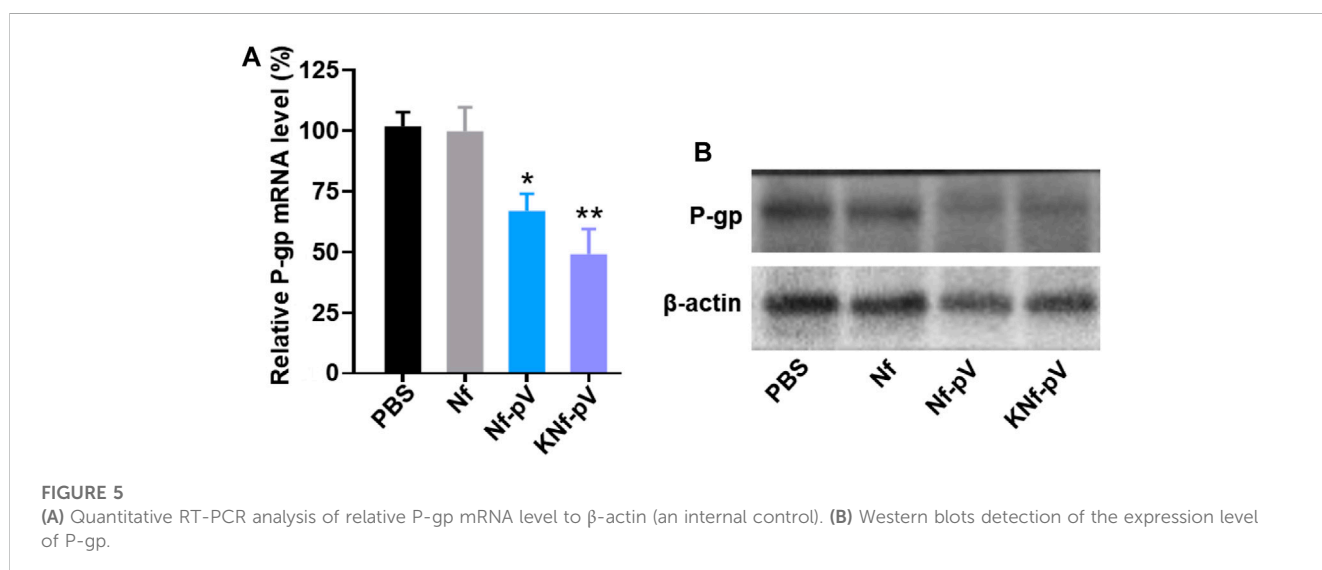 A
Relative P-gp mRNA level (%)
125
100
75
50
25
0
*
**
PBS
Nf
Nf-pV
KNf-pV
B
P-gp
β-actin
PBS
Nf
Nf-pV
KNf-pV
FIGURE 5
(A) Quantitative RT-PCR analysis of relative P-gp mRNA level to β-actin (an internal control). (B) Western blots detection of the expression level
of P-gp.